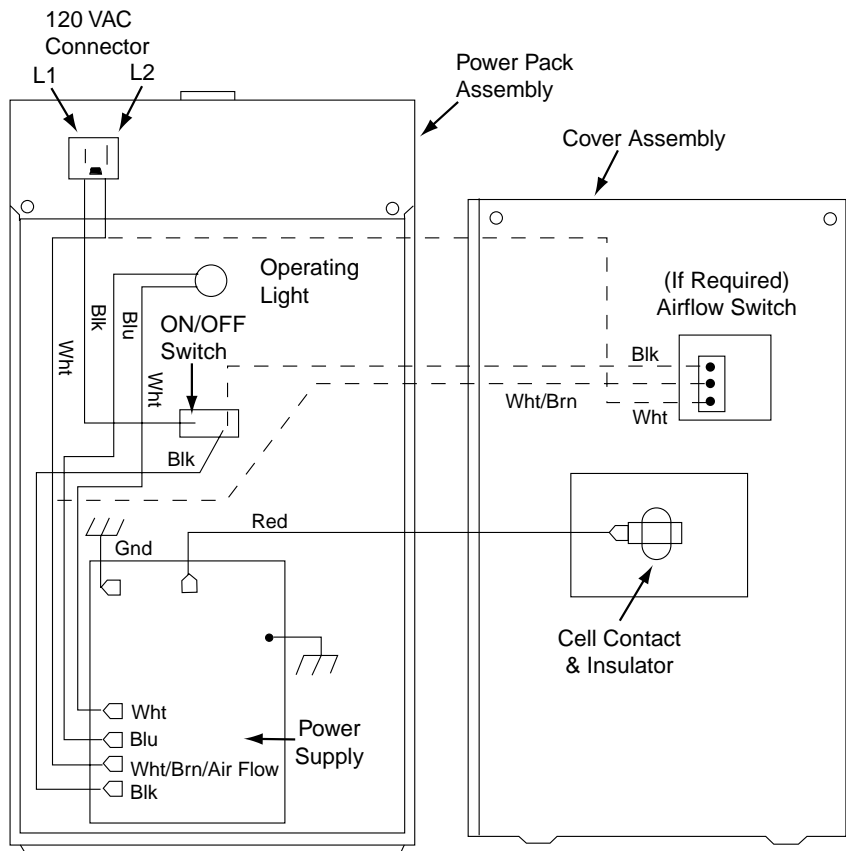 120 VAC
Connector
L1
L2
Power Pack
Assembly
Cover Assembly
Operating
Light
(If Required)
Airflow Switch
Blk
Blu
Wht
Wht
ON/OFF
Switch
Blk
Wht/Brn
Wht
Blk
Red
Gnd
Cell Contact
& Insulator
Wht
Blu
Wht/Brn/Air Flow
Blk
Power
Supply